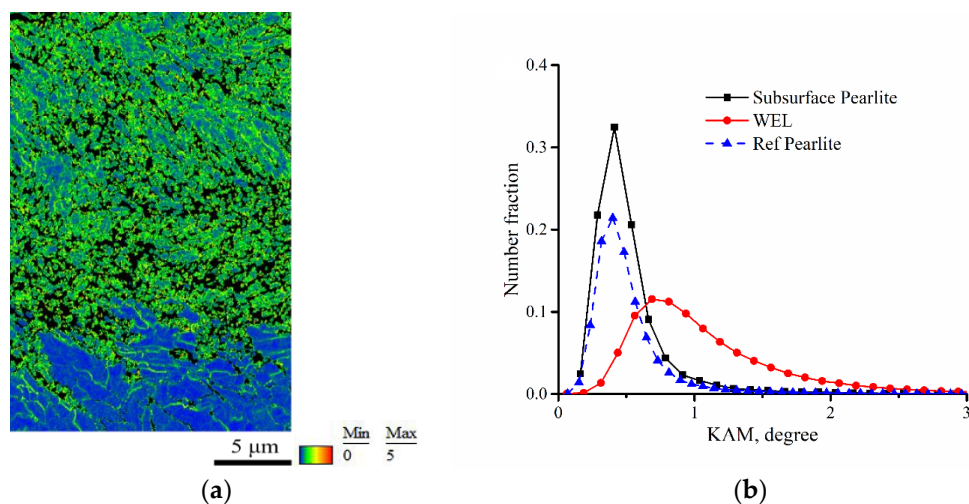 0.4
0.3
0.2
0.1
0.0
Number fraction
Subsurface Pearlite
WEL
Ref Pearlite
0 1 2 3
KAM, degree
5 μm
Min Max
0 5
(a) (b)